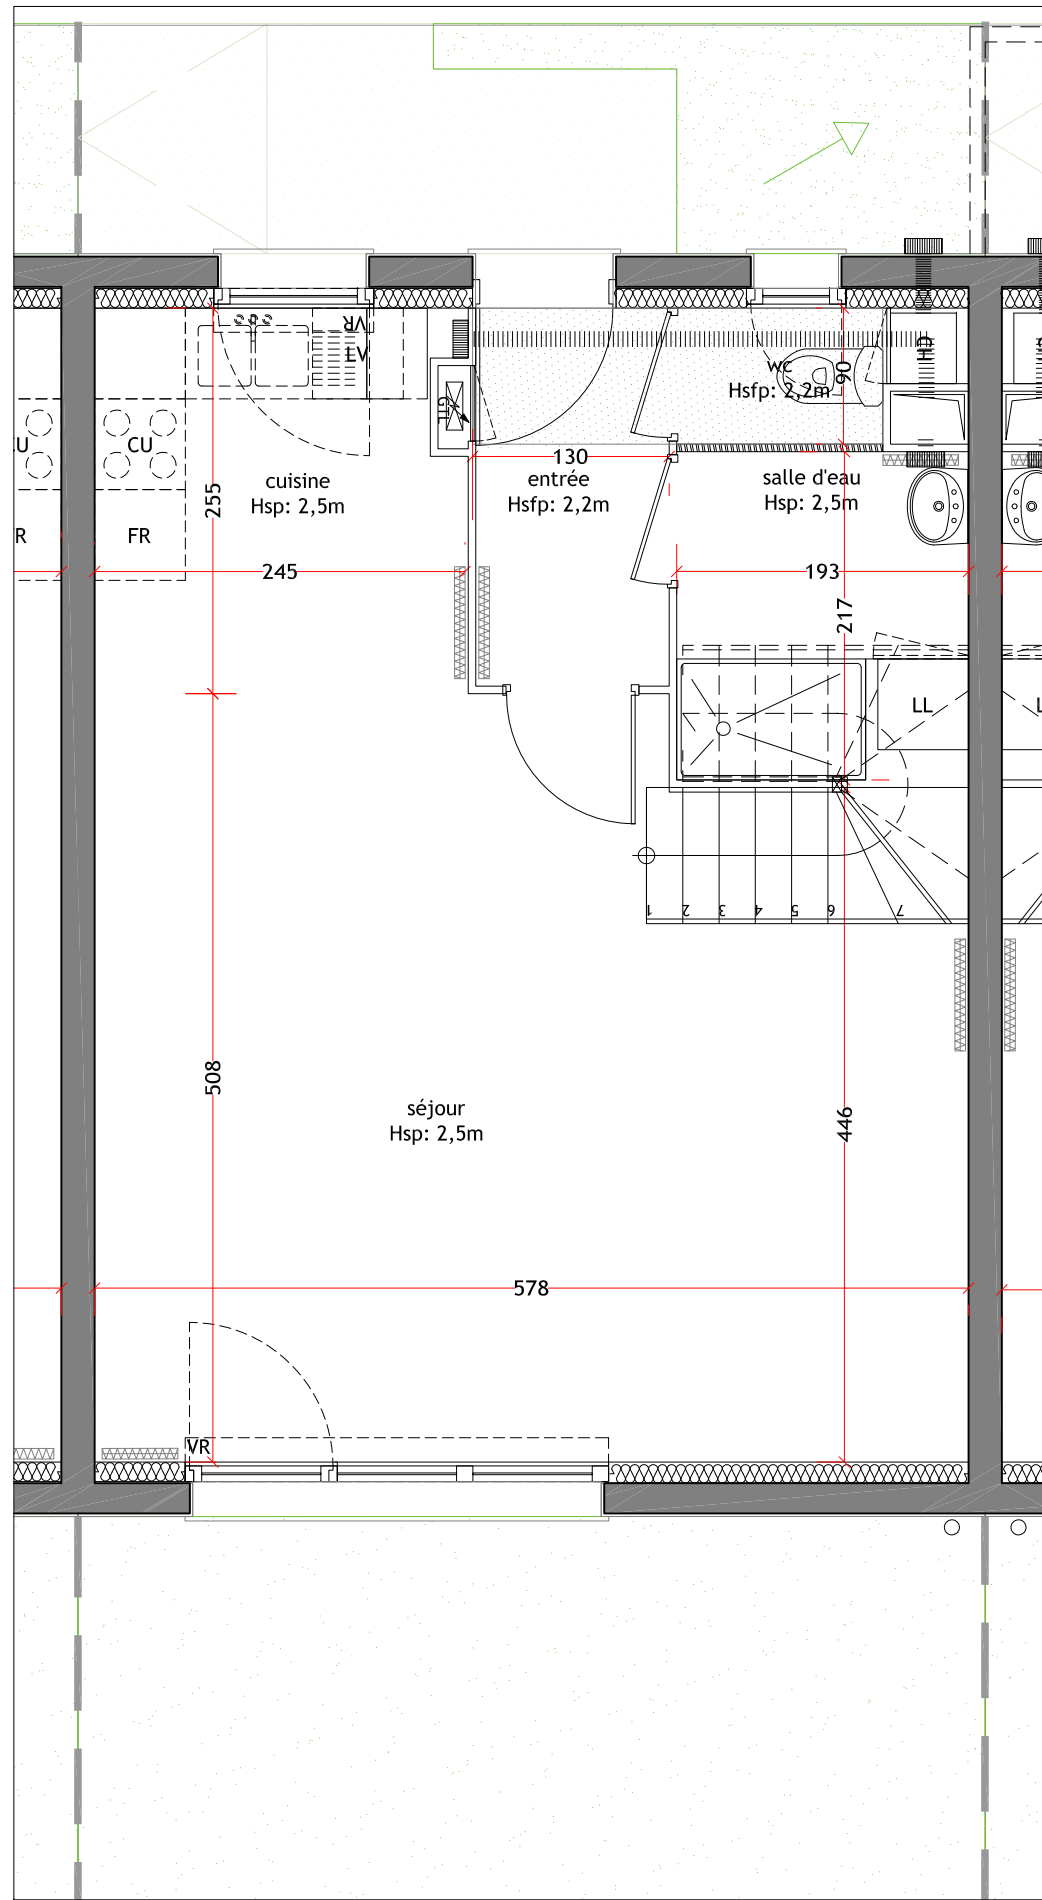 VR
LV
CH
wc
Hsfp: 2,2m
90
GTL
CU
CU
130
entrée
Hsfp: 2,2m
salle d'eau
Hsp: 2,5m
cuisine
Hsp: 2,5m
255
R
FR
245
193
217
LL
L
1 2 3 4 5 6 7
508
séjour
Hsp: 2,5m
446
578
VR